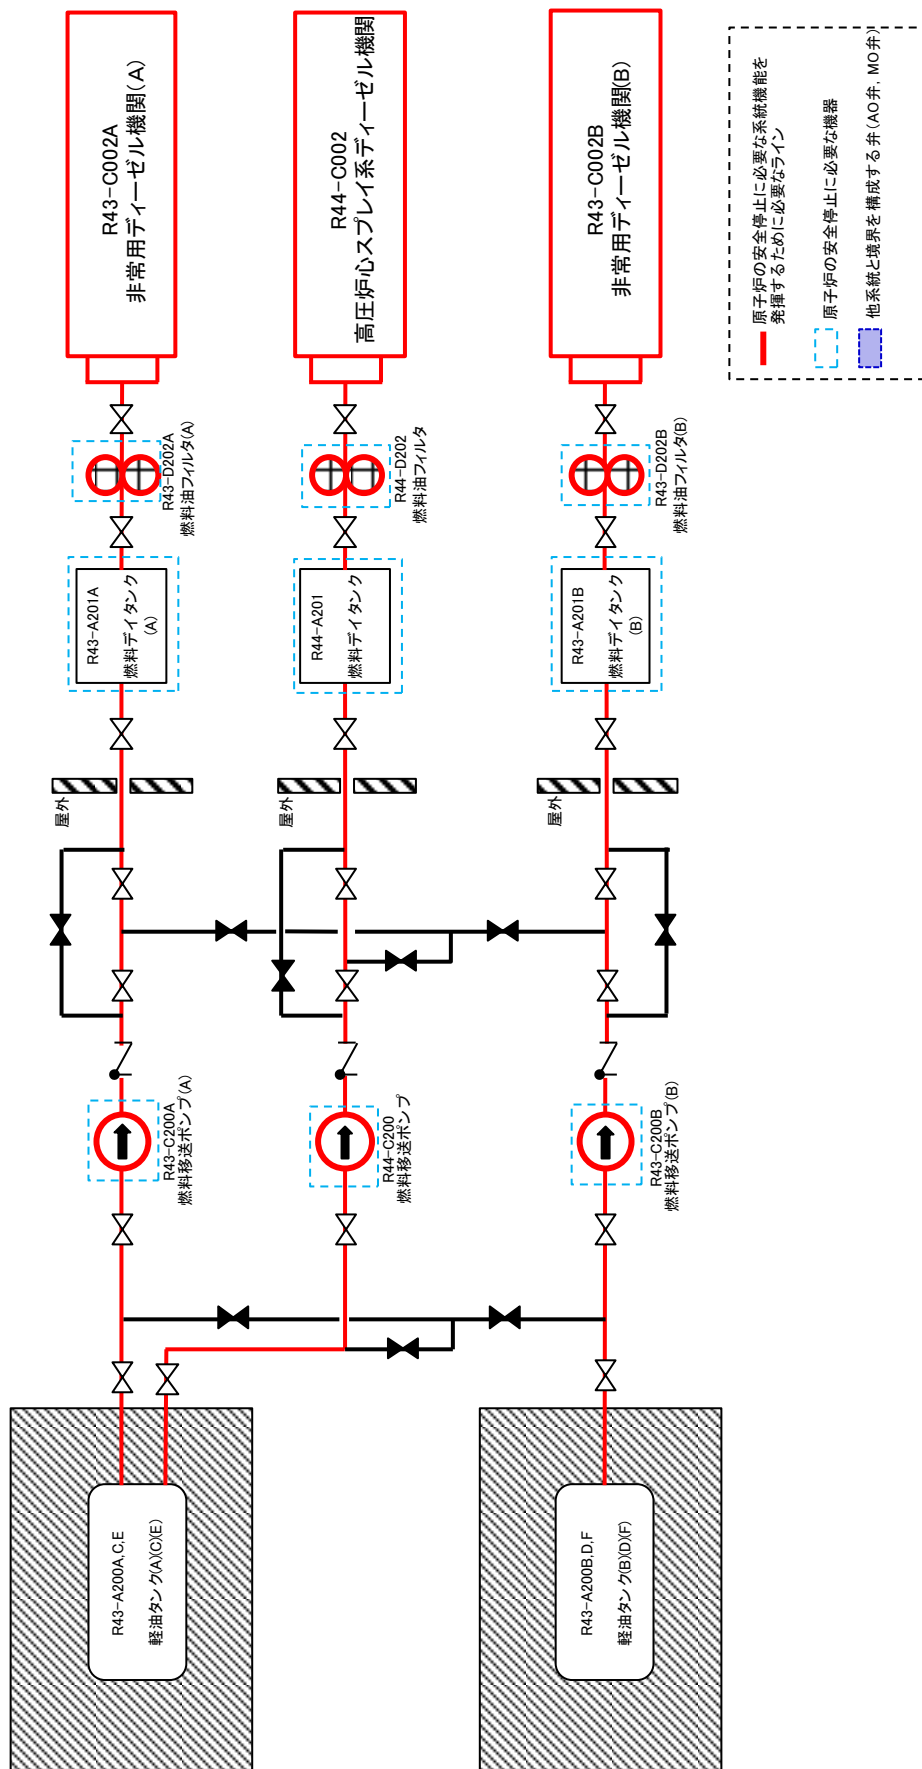 R43-C002A
非常用ディーゼル機関(A)
R44-C002
高圧炉心スプレイ系ディーゼル機関
R43-C002B
非常用ディーゼル機関(B)
原子炉の安全停止に必要な系統機能を
発揮するために必要なライン
原子炉の安全停止に必要な機器
他系統と境界を構成する弁(AO弁, MO弁)
R43-D202A
燃料油フィルタ(A)
R44-D202
燃料油フィルタ
R43-D202B
燃料油フィルタ(B)
R43-A201A
燃料デイタンク
(A)
R44-A201
燃料デイタンク
R43-A201B
燃料デイタンク
(B)
屋外
屋外
屋外
R43-C200A
燃料移送ポンプ(A)
R44-C200
燃料移送ポンプ
R43-C200B
燃料移送ポンプ(B)
R43-A200A,C,E
軽油タンク(A)(C)(E)
R43-A200B,D,F
軽油タンク(B)(D)(F)